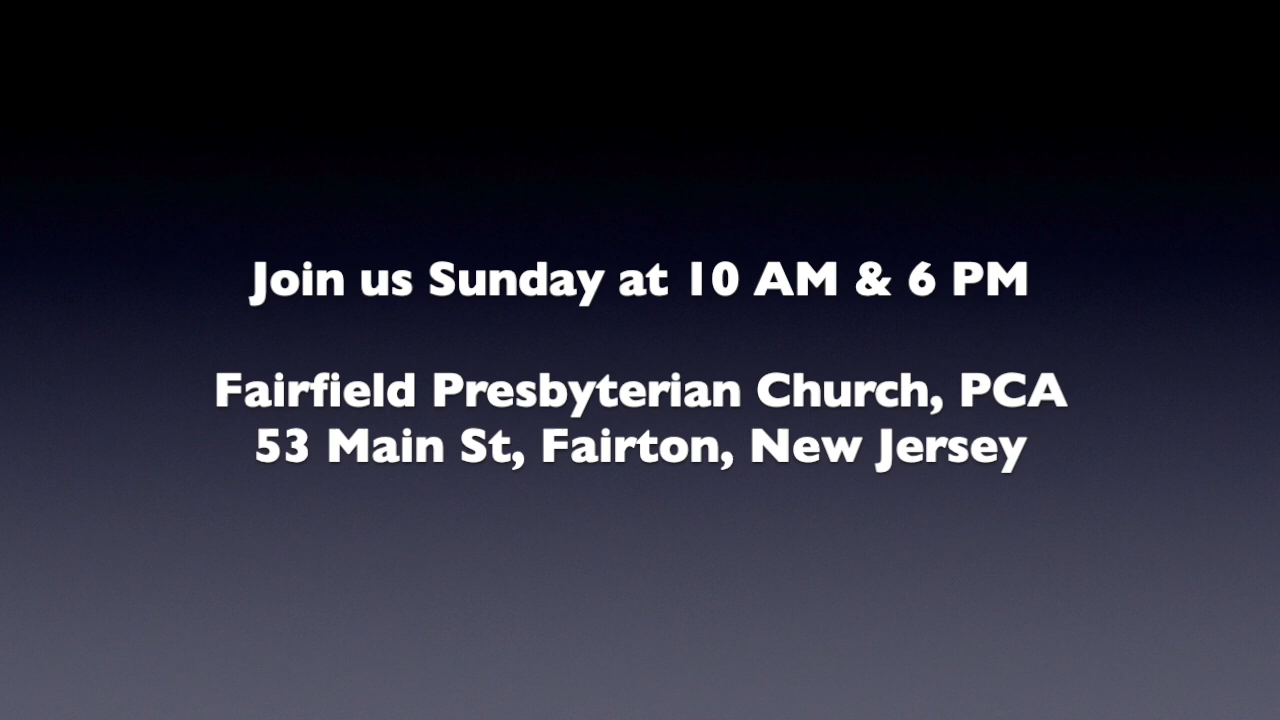 Join us Sunday at 10 AM & 6 PM
Fairfield Presbyterian Church, PCA
53 Main St, Fairton, New Jersey